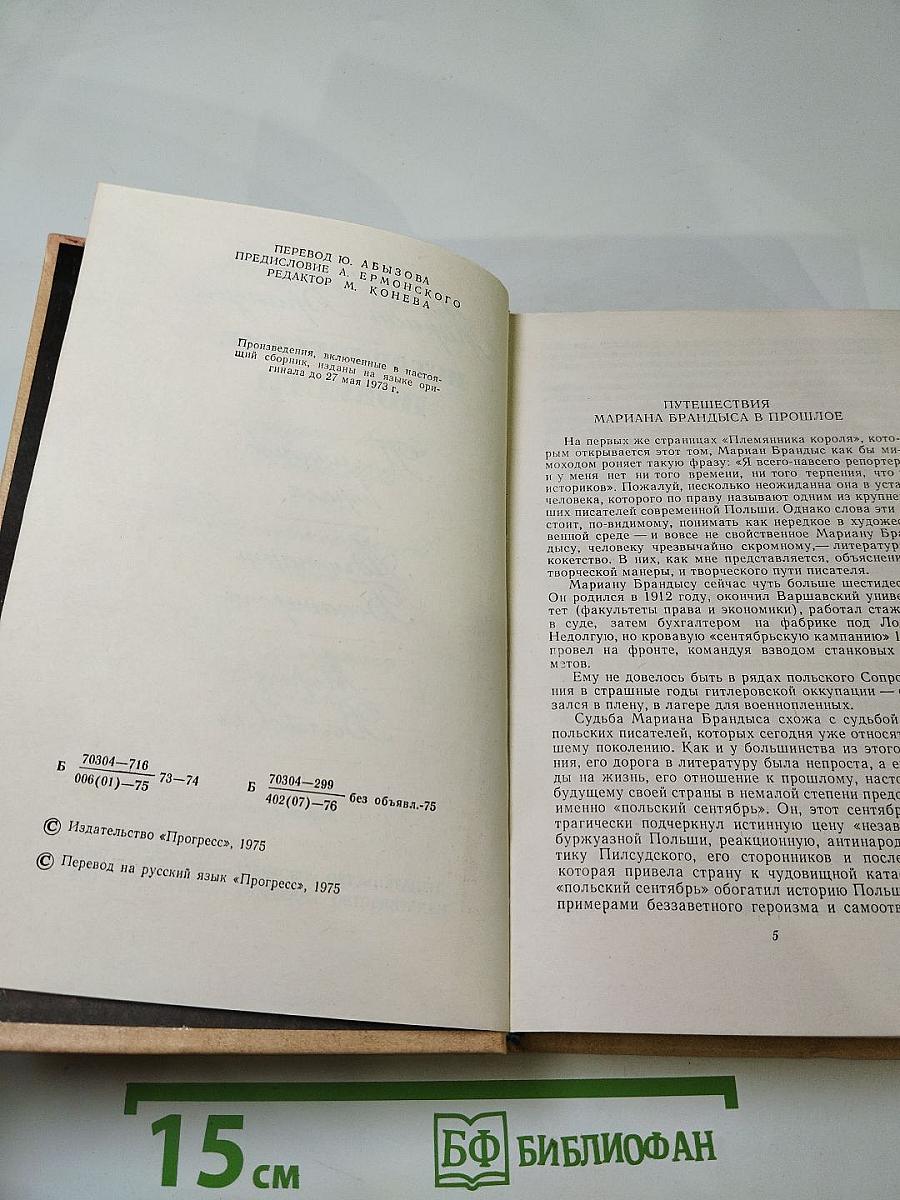 ПЕРЕВОД Ю. АБЫЗОВА
ПРЕДИСЛОВИЕ А. ЕРМОНСКОГО
РЕДАКТОР М. КОНЕВА
Произведения, включенные в настоя-
щий сборник, изданы на языке ори-
гинала до 27 мая 1973 г.
Б 70304—716 73—74
006(01)—75
Б 70304—299 без объявл.-75
402(07)—76
© Издательство «Прогресс», 1975
© Перевод на русский язык «Прогресс», 1975
ПУТЕШЕСТВИЯ
МАРИАНА БРАНДЫСА В ПРОШЛОЕ
На первых же страницах «Племянника короля», кото-
рым открывается этот том, Мариан Брандыс как бы ми-
моходом роняет такую фразу: «Я всего-навсего репортер
и у меня нет ни того времени, ни того терпения, что
историков». Пожалуй, несколько неожиданна она в уста
человека, которого по праву называют одним из крупне
ших писателей современной Польши. Однако слова эти
стоит, по-видимому, понимать как нередкое в художес
венной среде — и вовсе не свойственное Мариану Бра
дысу, человеку чрезвычайно скромному,— литератур
кокетство. В них, как мне представляется, объяснени
творческой манеры, и творческого пути писателя.
Мариану Брандысу сейчас чуть больше шестидес
Он родился в 1912 году, окончил Варшавский униве
тет (факультеты права и экономики), работал стаж
в суде, затем бухгалтером на фабрике под Ло
Недолгую, но кровавую «сентябрьскую кампанию» 1
провел на фронте, командуя взводом станковых
метов.
Ему не довелось быть в рядах польского Сопро
ния в страшные годы гитлеровской оккупации —
зался в плену, в лагере для военнопленных.
Судьба Мариана Брандыса схожа с судьбой
польских писателей, которых сегодня уже относят
шему поколению. Как и у большинства из этого
ния, его дорога в литературу была непроста, а е
ды на жизнь, его отношение к прошлому, насто
будущему своей страны в немалой степени предо
именно «польский сентябрь». Он, этот сентябр
трагически подчеркнул истинную цену «незав
буржуазной Польши, реакционную, антинарод
тику Пилсудского, его сторонников и после
которая привела страну к чудовищной ката
«польский сентябрь» обогатил историю Польш
примерами беззаветного героизма и самоотв
5
15 см
БФ БИБЛИОФАН